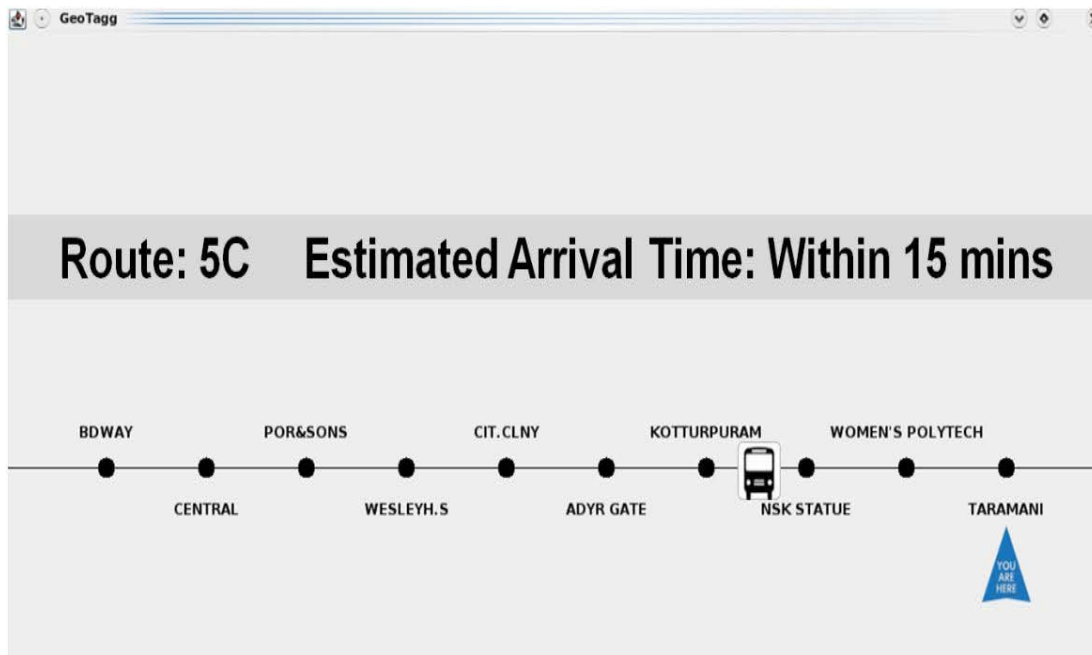 GeoTagg
Route: 5C Estimated Arrival Time: Within 15 mins
BDWAY POR&SONS CIT.CLNY KOTTURPURAM WOMEN'S POLYTECH
CENTRAL WESLEYH.S ADYR GATE NSK STATUE TARAMANI
YOU
ARE
HERE